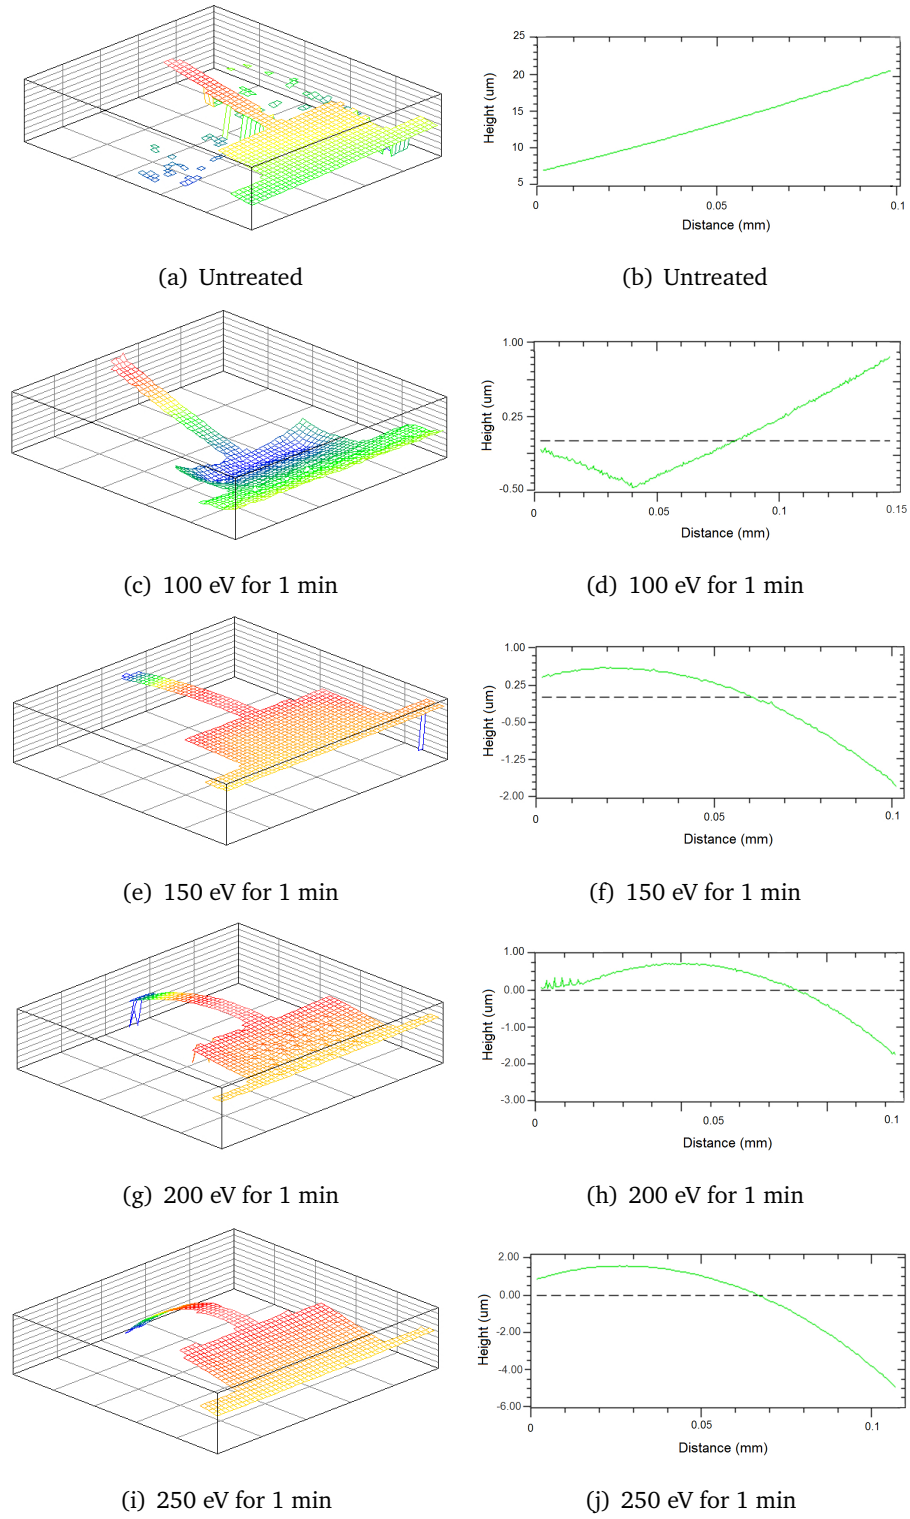 25
20
15
10
5
Height (um)
0
0.05
0.1
Distance (mm)
(a) Untreated
(b) Untreated
1.00
0.25
-0.50
Height (um)
0
0.05
0.1
0.15
Distance (mm)
(c) 100 eV for 1 min
(d) 100 eV for 1 min
1.00
0.25
-0.50
-1.25
-2.00
Height (um)
0
0.05
0.1
Distance (mm)
(e) 150 eV for 1 min
(f) 150 eV for 1 min
1.00
0.00
-1.00
-2.00
-3.00
Height (um)
0
0.05
0.1
Distance (mm)
(g) 200 eV for 1 min
(h) 200 eV for 1 min
2.00
0.00
-2.00
-4.00
-6.00
Height (um)
0
0.05
0.1
Distance (mm)
(i) 250 eV for 1 min
(j) 250 eV for 1 min